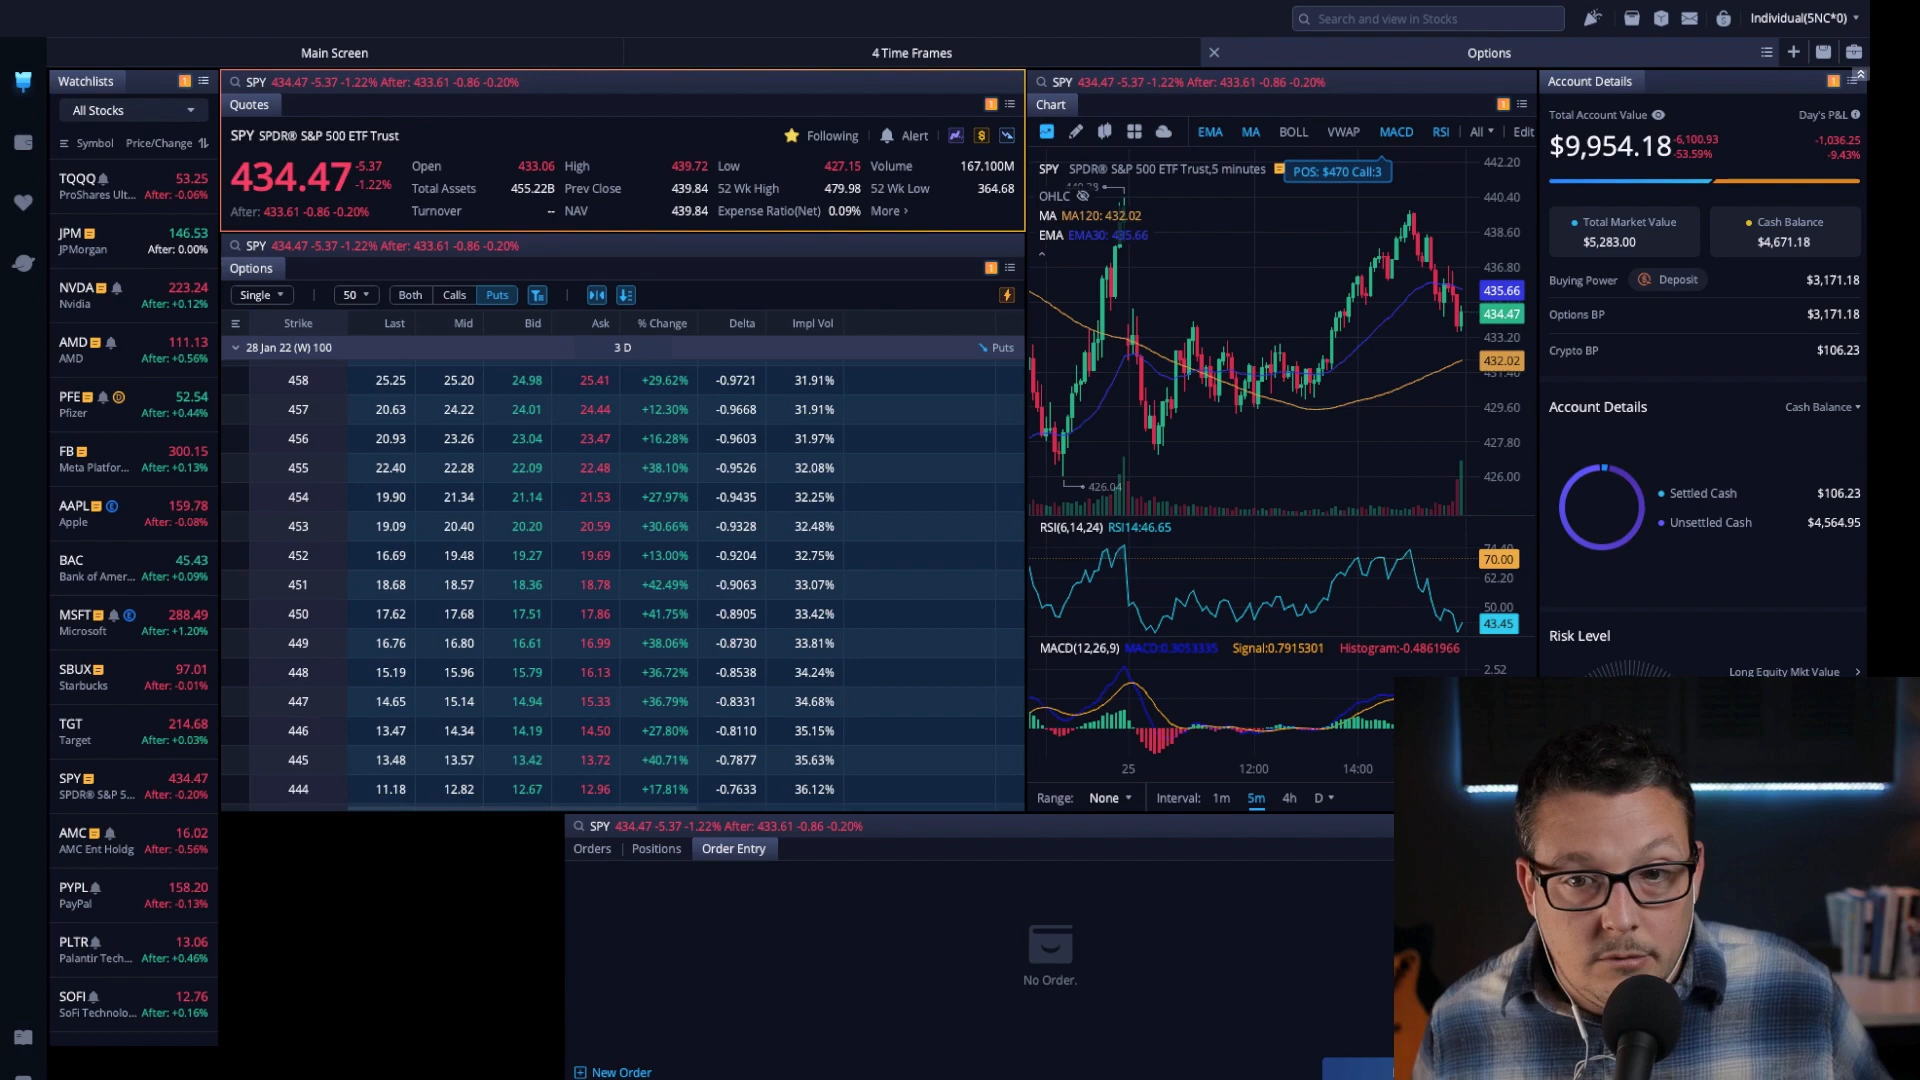 Search and view in Stocks
Individual(5NC*0)
Main Screen
4 Time Frames
Options
Watchlists
All Stocks
Symbol Price/Change
TQQQ 53.25
ProShares Ult... After: -0.06%
JPM 146.53
JPMorgan After: 0.00%
NVDA 223.24
Nvidia After: +0.12%
AMD 111.13
AMD After: +0.56%
PFE 52.54
Pfizer After: +0.44%
FB 300.15
Meta Platfor... After: +0.13%
AAPL 159.78
Apple After: -0.08%
BAC 45.43
Bank of Amer... After: +0.09%
MSFT 288.49
Microsoft After: +1.20%
SBUX 97.01
Starbucks After: -0.01%
TGT 214.68
Target After: +0.03%
SPY 434.47
SPDR® S&P 5... After: -0.20%
AMC 16.02
AMC Ent Holdg After: -0.56%
PYPL 158.20
PayPal After: -0.13%
PLTR 13.06
Palantir Tech... After: +0.46%
SOFI 12.76
SoFi Technolo... After: +0.16%
SPY 434.47 -5.37 -1.22% After: 433.61 -0.86 -0.20%
Quotes
SPY SPDR® S&P 500 ETF Trust
Following Alert
434.47 -5.37 -1.22%
After: 433.61 -0.86 -0.20%
Open 433.06 High 439.72 Low 427.15 Volume 167.100M
Total Assets 455.22B Prev Close 439.84 52 Wk High 479.98 52 Wk Low 364.68
Turnover -- NAV 439.84 Expense Ratio(Net) 0.09% More ›
SPY 434.47 -5.37 -1.22% After: 433.61 -0.86 -0.20%
Options
Single 50 Both Calls Puts
Strike Last Mid Bid Ask % Change Delta Impl Vol
28 Jan 22 (W) 100 3 D Puts
458 25.25 25.20 24.98 25.41 +29.62% -0.9721 31.91%
457 20.63 24.22 24.01 24.44 +12.30% -0.9668 31.91%
456 20.93 23.26 23.04 23.47 +16.28% -0.9603 31.97%
455 22.40 22.28 22.09 22.48 +38.10% -0.9526 32.08%
454 19.90 21.34 21.14 21.53 +27.97% -0.9435 32.25%
453 19.09 20.40 20.20 20.59 +30.66% -0.9328 32.48%
452 16.69 19.48 19.27 19.69 +13.00% -0.9204 32.75%
451 18.68 18.57 18.36 18.78 +42.49% -0.9063 33.07%
450 17.62 17.68 17.51 17.86 +41.75% -0.8905 33.42%
449 16.76 16.80 16.61 16.99 +38.06% -0.8730 33.81%
448 15.19 15.96 15.79 16.13 +36.72% -0.8538 34.24%
447 14.65 15.14 14.94 15.33 +36.79% -0.8331 34.68%
446 13.47 14.34 14.19 14.50 +27.80% -0.8110 35.15%
445 13.48 13.57 13.42 13.72 +40.71% -0.7877 35.63%
444 11.18 12.82 12.67 12.96 +17.81% -0.7633 36.12%
SPY 434.47 -5.37 -1.22% After: 433.61 -0.86 -0.20%
Chart
EMA MA BOLL VWAP MACD RSI All Edit
SPY SPDR® S&P 500 ETF Trust,5 minutes
POS: $470 Call:3
OHLC
MA MA120: 432.02
EMA EMA30: 435.66
442.20
440.40
438.60
436.80
435.66
434.47
433.20
432.02
429.60
427.80
426.00
426.04
RSI(6,14,24) RSI14:46.65
70.00
62.20
50.00
43.45
MACD(12,26,9) MACD:0.3053335 Signal:0.7915301 Histogram:-0.4861966
2.52
25 12:00 14:00
Range: None Interval: 1m 5m 4h D
SPY 434.47 -5.37 -1.22% After: 433.61 -0.86 -0.20%
Orders Positions Order Entry
No Order.
New Order
Account Details
Total Account Value Day's P&L
$9,954.18 -6,100.93 -53.59% -1,036.25 -9.43%
Total Market Value
$5,283.00
Cash Balance
$4,671.18
Buying Power Deposit $3,171.18
Options BP $3,171.18
Crypto BP $106.23
Account Details Cash Balance
Settled Cash $106.23
Unsettled Cash $4,564.95
Risk Level
Long Equity Mkt Value